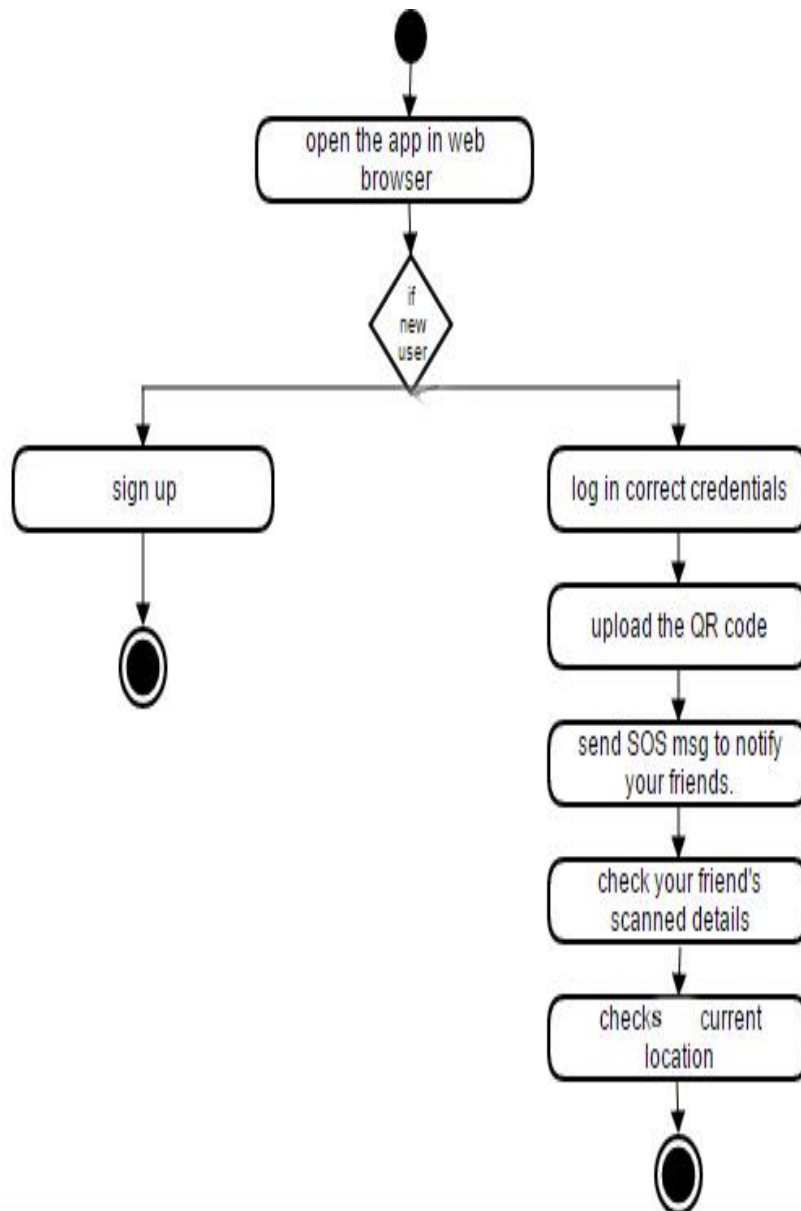 open the app in web
browser
if
new
user
sign up
log in correct credentials
upload the QR code
send SOS msg to notify
your friends.
check your friend's
scanned details
checks current
location